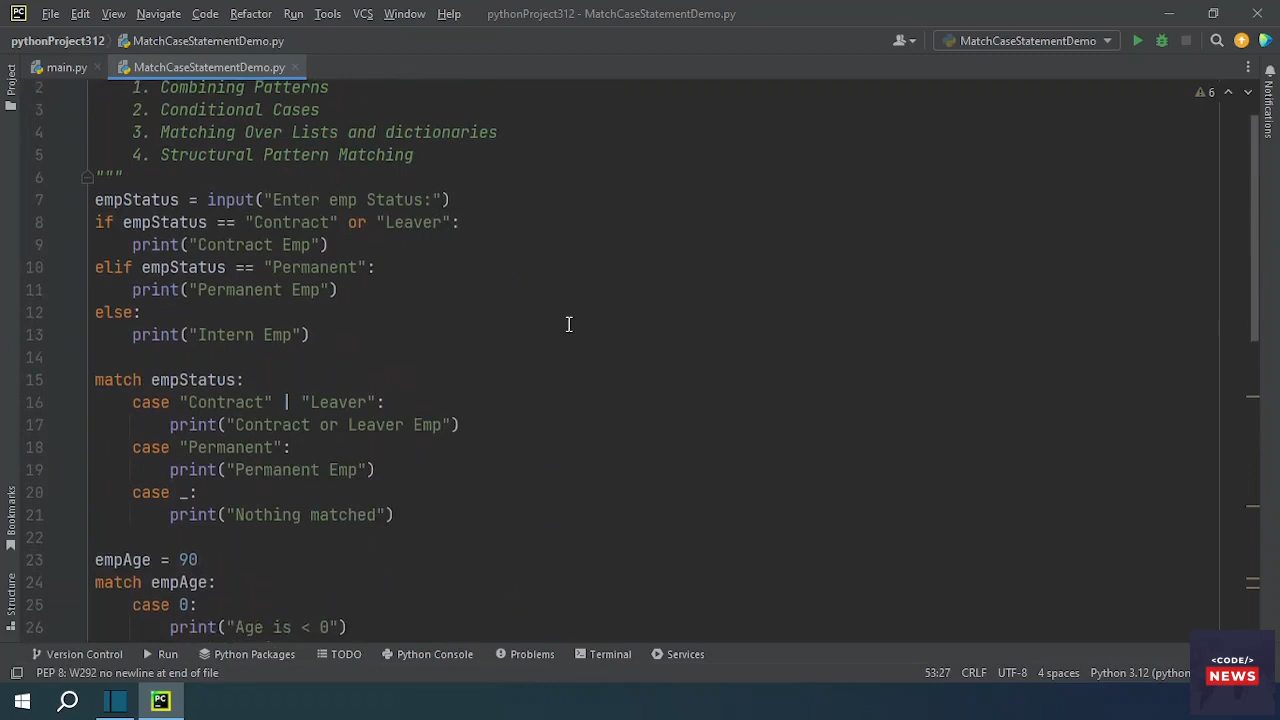 File Edit View Navigate Code Refactor Run Tools VCS Window Help pythonProject312 - MatchCaseStatementDemo.py
pythonProject312 MatchCaseStatementDemo.py MatchCaseStatementDemo
main.py MatchCaseStatementDemo.py
Project
Notifications
6
2 1. Combining Patterns
3 2. Conditional Cases
4 3. Matching Over Lists and dictionaries
5 4. Structural Pattern Matching
6 """
7 empStatus = input("Enter emp Status:")
8 if empStatus == "Contract" or "Leaver":
9 print("Contract Emp")
10 elif empStatus == "Permanent":
11 print("Permanent Emp")
12 else:
13 print("Intern Emp")
14
15 match empStatus:
16 case "Contract" | "Leaver":
17 print("Contract or Leaver Emp")
18 case "Permanent":
19 print("Permanent Emp")
20 case _:
21 print("Nothing matched")
22
23 empAge = 90
24 match empAge:
25 case 0:
26 print("Age is < 0")
Bookmarks
Structure
Version Control Run Python Packages TODO Python Console Problems Terminal Services
PEP 8: W292 no newline at end of file 53:27 CRLF UTF-8 4 spaces Python 3.12 (python
<CODE/>
NEWS